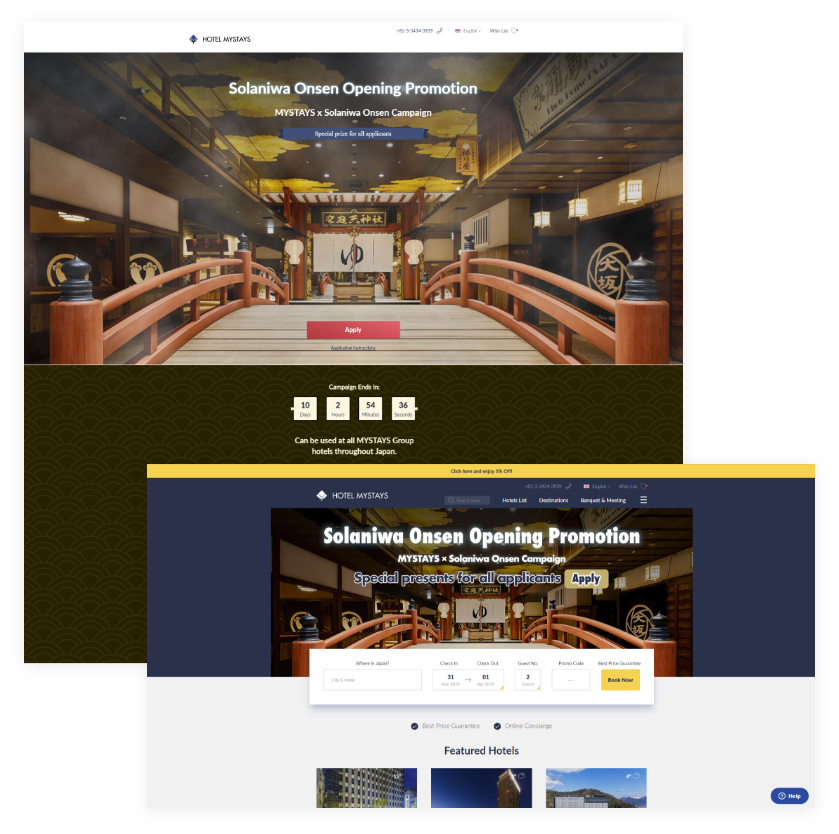 HOTEL MYSTAYS
+81-3-3434-3939
English
Wish List
Solaniwa Onsen Opening Promotion
MYSTAYS x Solaniwa Onsen Campaign
Special prize for all applicants
ゆ
大坂
Apply
Application Instructions
Campaign Ends In:
10 2 54 36
Days Hours Minutes Seconds
Can be used at all MYSTAYS Group
hotels throughout Japan.
Click here and enjoy 5% Off!
+81-3-3434-3939
English
Wish List
HOTEL MYSTAYS
Hotels List
Destinations
Banquet & Meeting
Solaniwa Onsen Opening Promotion
MYSTAYS × Solaniwa Onsen Campaign
Special presents for all applicants Apply
Where in Japan? Check In Check Out Guest No. Promo Code Best Price Guarantee
31 → 01 2 Book Now
Mar 2019 Apr 2019 Guests
Best Price Guarantee Online Concierge
Featured Hotels
Help